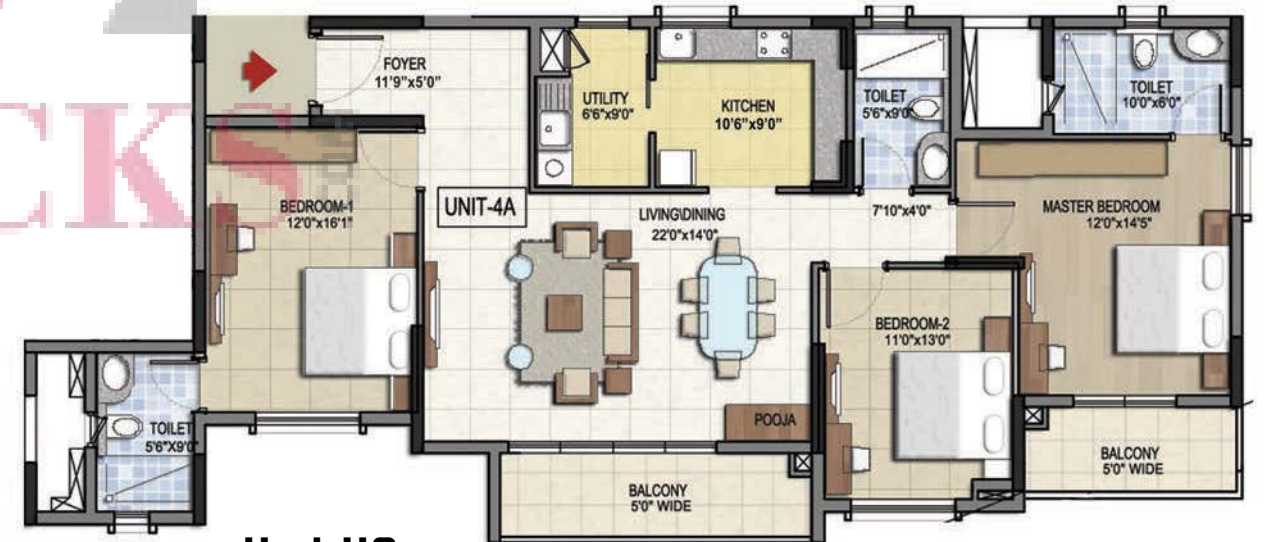 CKS
FOYER
11'9"x5'0"
UTILITY
6'6"x9'0"
KITCHEN
10'6"x9'0"
TOILET
5'6"x9'0"
TOILET
10'0"x6'0"
BEDROOM-1
12'0"x16'1"
UNIT-4A
LIVING\DINING
22'0"x14'0"
7'10"x4'0"
MASTER BEDROOM
12'0"x14'5"
BEDROOM-2
11'0"x13'0"
TOILET
5'6"X9'0"
POOJA
BALCONY
5'0" WIDE
BALCONY
5'0" WIDE